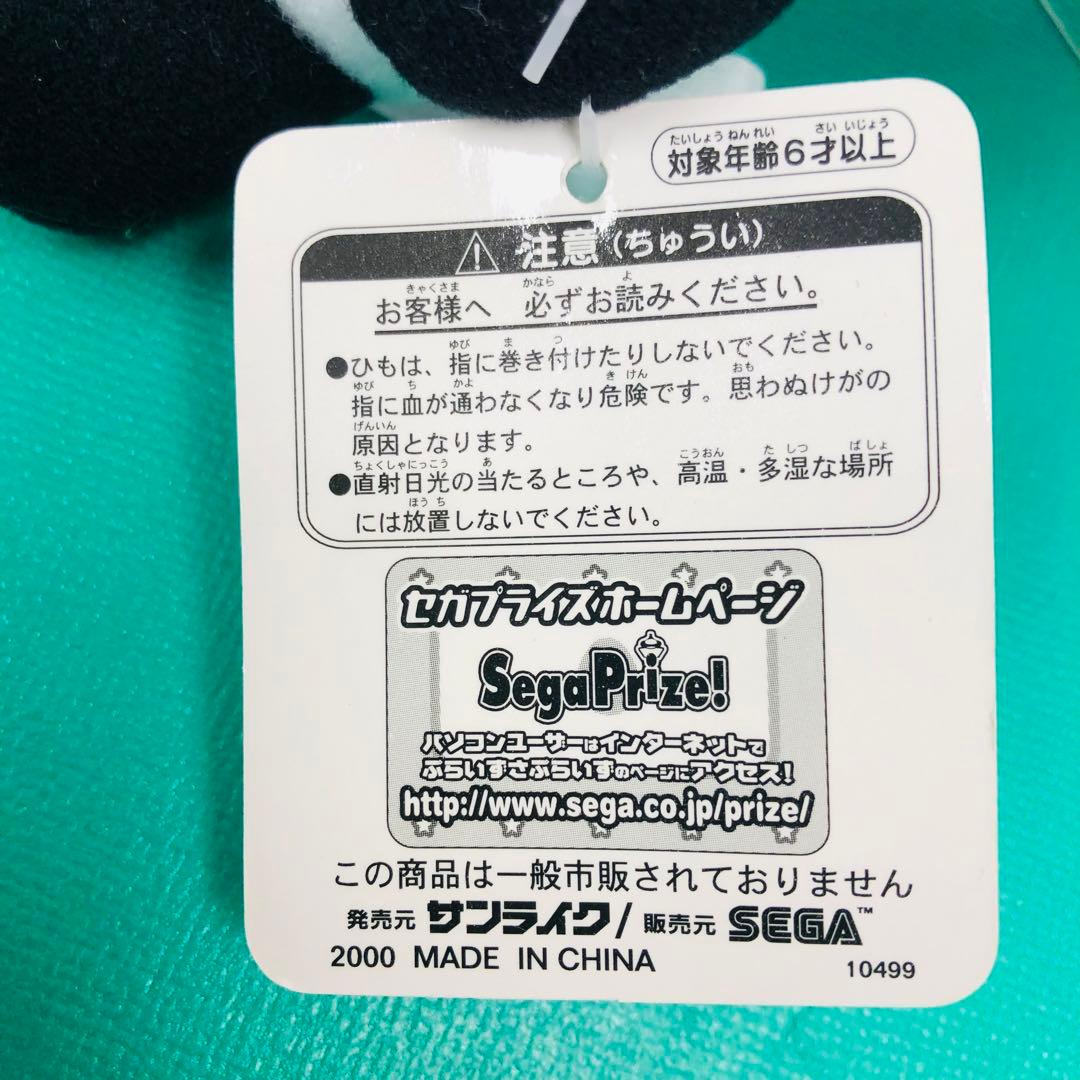 対象年齢6才以上
たいしょうねんれい さいいじょう
⚠ 注意(ちゅうい)
きゃくさま かなら よ
お客様へ 必ずお読みください。
ゆび ま つ
●ひもは、指に巻き付けたりしないでください。
ゆび ち かよ きけん おも
指に血が通わなくなり危険です。思わぬけがの
げんいん
原因となります。
ちょくしゃにっこう あ こうおん たしつ ばしょ
●直射日光の当たるところや、高温・多湿な場所
ほうち
には放置しないでください。
セガプライズホームページ
SegaPrize!
パソコンユーザーはインターネットで
ぷらいずさぷらいずのページにアクセス!
http://www.sega.co.jp/prize/
この商品は一般市販されておりません
発売元 サンライク/販売元 SEGA™
2000 MADE IN CHINA 10499